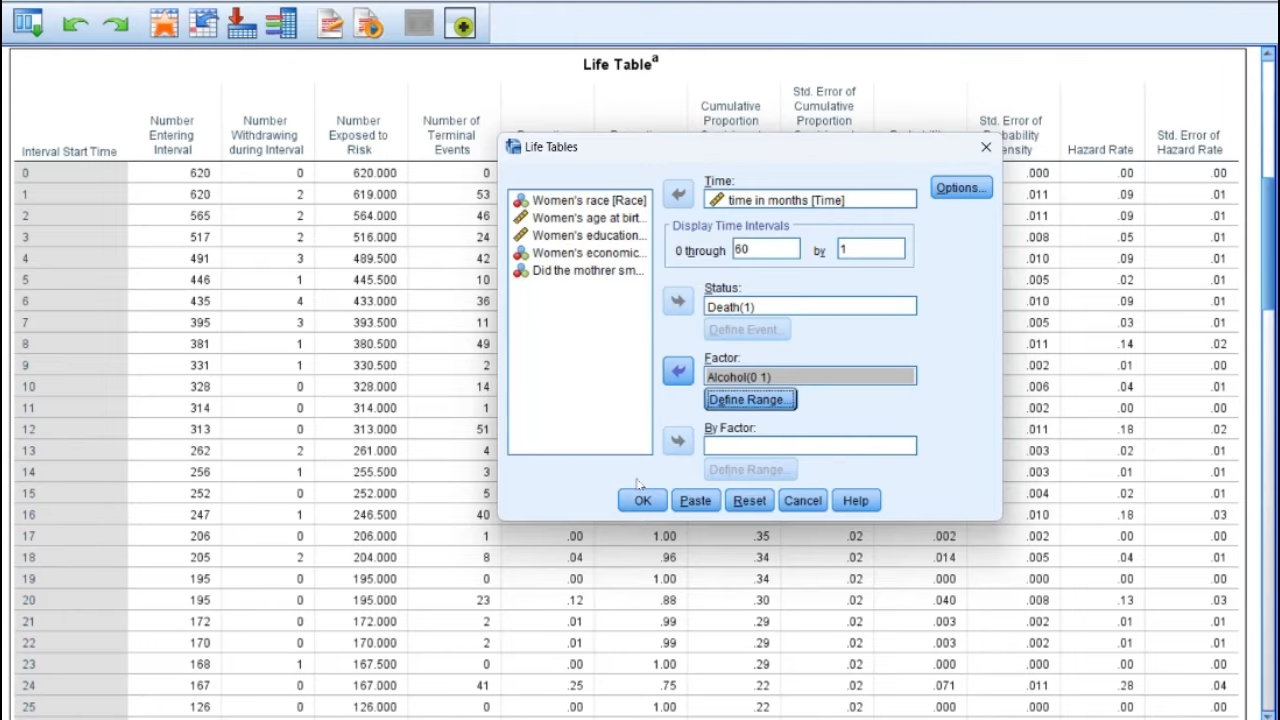 Life Table a
Interval Start Time Number Entering Interval Number Withdrawing during Interval Number Exposed to Risk Number of Terminal Events Cumulative Proportion Std. Error of Cumulative Proportion Std. Error of Hazard Rate Std. Error of Hazard Rate
0 620 0 620.000 0 .000 .00 .00
1 620 2 619.000 53 .011 .09 .01
2 565 2 564.000 46 .011 .09 .01
3 517 2 516.000 24 .008 .05 .01
4 491 3 489.500 42 .010 .09 .01
5 446 1 445.500 10 .005 .02 .01
6 435 4 433.000 36 .010 .09 .01
7 395 3 393.500 11 .005 .03 .01
8 381 1 380.500 49 .011 .14 .02
9 331 1 330.500 2 .002 .01 .00
10 328 0 328.000 14 .006 .04 .01
11 314 0 314.000 1 .002 .00 .00
12 313 0 313.000 51 .011 .18 .02
13 262 2 261.000 4 .003 .02 .01
14 256 1 255.500 3 .003 .01 .01
15 252 0 252.000 5 .004 .02 .01
16 247 1 246.500 40 .010 .18 .03
17 206 0 206.000 1 .00 1.00 .35 .02 .002 .002 .00 .00
18 205 2 204.000 8 .04 .96 .34 .02 .014 .005 .04 .01
19 195 0 195.000 0 .00 1.00 .34 .02 .000 .000 .00 .00
20 195 0 195.000 23 .12 .88 .30 .02 .040 .008 .13 .03
21 172 0 172.000 2 .01 .99 .29 .02 .003 .002 .01 .01
22 170 0 170.000 2 .01 .99 .29 .02 .003 .002 .01 .01
23 168 1 167.500 0 .00 1.00 .29 .02 .000 .000 .00 .00
24 167 0 167.000 41 .25 .75 .22 .02 .071 .011 .28 .04
25 126 0 126.000 0 .00 1.00 .22 .02 .000 .000 .00 .00
Life Tables
Women's race [Race]
Women's age at birt...
Women's education...
Women's economic...
Did the mothrer sm...
Time:
time in months [Time]
Options...
Display Time Intervals
0 through 60 by 1
Status:
Death(1)
Define Event...
Factor:
Alcohol(0 1)
Define Range...
By Factor:
Define Range...
OK Paste Reset Cancel Help